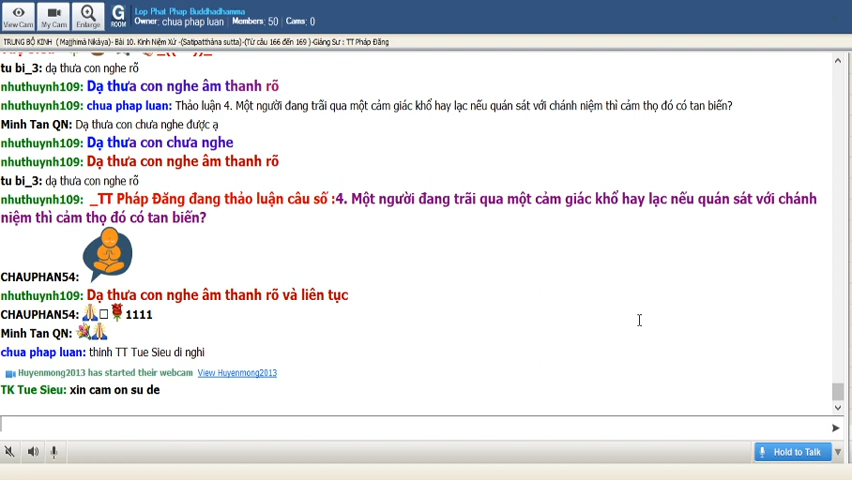 Lop Phat Phap Buddhadhamma
Owner: chua phap luan : Members: 50 : Cams: 0
View Cam
My Cam
Enlarge
G
ROOM
TRUNG BỘ KINH ( Majjhimà Nikàya)- Bài 10. Kinh Niệm Xứ -(Satipatthàna sutta)-(Từ câu 166 đến 169 )-Giảng Sư : TT Pháp Đăng
tu bi_3: dạ thưa con nghe rõ
nhuthuynh109: Dạ thưa con nghe âm thanh rõ
nhuthuynh109: chua phap luan: Thảo luận 4. Một người đang trãi qua một cảm giác khổ hay lạc nếu quán sát với chánh niệm thì cảm thọ đó có tan biến?
Minh Tan QN: Dạ thưa con chưa nghe được ạ
nhuthuynh109: Dạ thưa con chưa nghe
nhuthuynh109: Dạ thưa con nghe âm thanh rõ
tu bi_3: dạ thưa con nghe rõ
nhuthuynh109: _TT Pháp Đăng đang thảo luận câu số :4. Một người đang trãi qua một cảm giác khổ hay lạc nếu quán sát với chánh
niệm thì cảm thọ đó có tan biến?
CHAUPHAN54:
nhuthuynh109: Dạ thưa con nghe âm thanh rõ và liên tục
CHAUPHAN54: 1111
Minh Tan QN:
chua phap luan: thinh TT Tue Sieu di nghi
Huyenmong2013 has started their webcam View Huyenmong2013
TK Tue Sieu: xin cam on su de
Hold to Talk